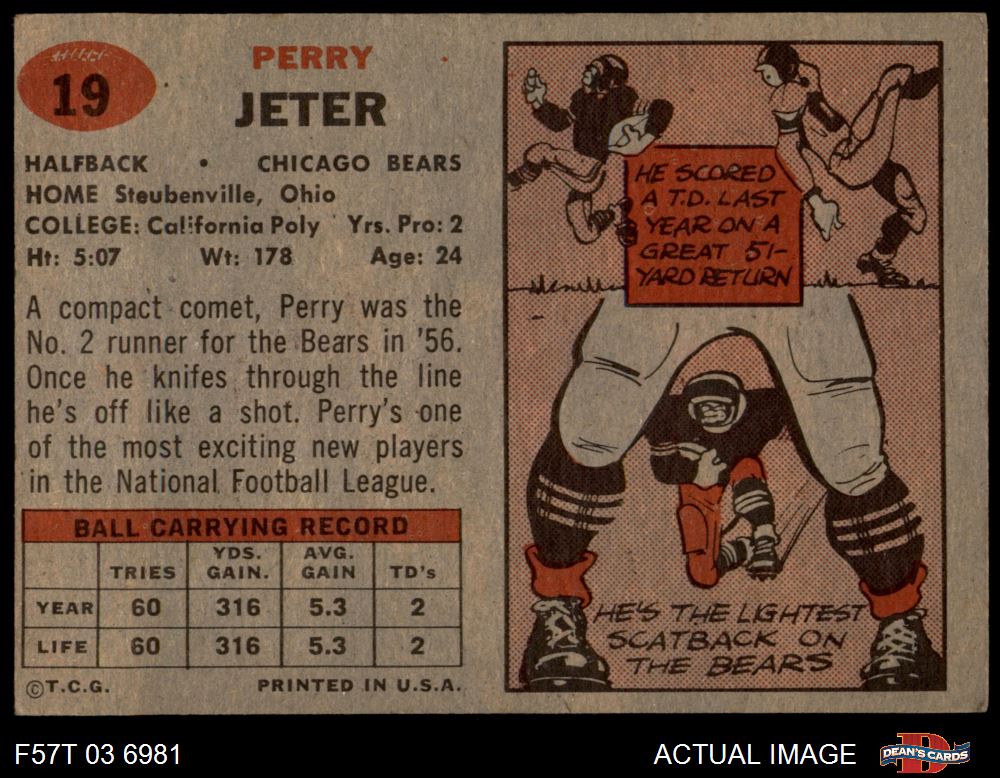 19
PERRY
JETER
HALFBACK • CHICAGO BEARS
HOME Steubenville, Ohio
COLLEGE: California Poly Yrs. Pro: 2
Ht: 5:07 Wt: 178 Age: 24
A compact comet, Perry was the
No. 2 runner for the Bears in '56.
Once he knifes through the line
he's off like a shot. Perry's one
of the most exciting new players
in the National Football League.
BALL CARRYING RECORD
TRIES YDS. GAIN. AVG. GAIN TD's
YEAR 60 316 5.3 2
LIFE 60 316 5.3 2
©T.C.G. PRINTED IN U.S.A.
HE SCORED
A T.D. LAST
YEAR ON A
GREAT 51-
YARD RETURN
HE'S THE LIGHTEST
SCATBACK ON
THE BEARS
F57T 03 6981
ACTUAL IMAGE
DEAN'S CARDS